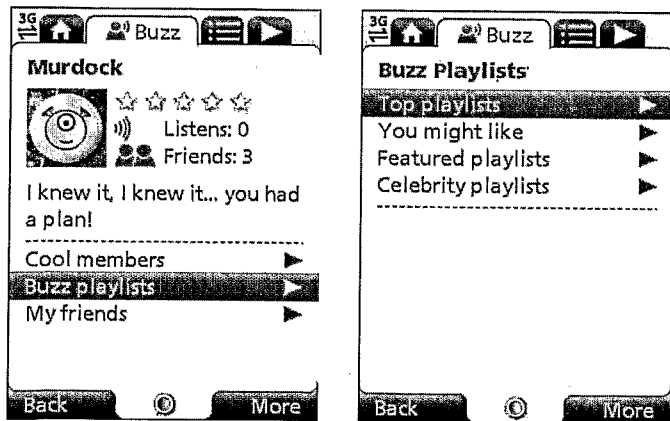 3G
Buzz
Murdock
Listens: 0
Friends: 3
I knew it, I knew it... you had
a plan!
Cool members
Buzz playlists
My friends
Back
More
3G
Buzz
Buzz Playlists
Top playlists
You might like
Featured playlists
Celebrity playlists
Back
More